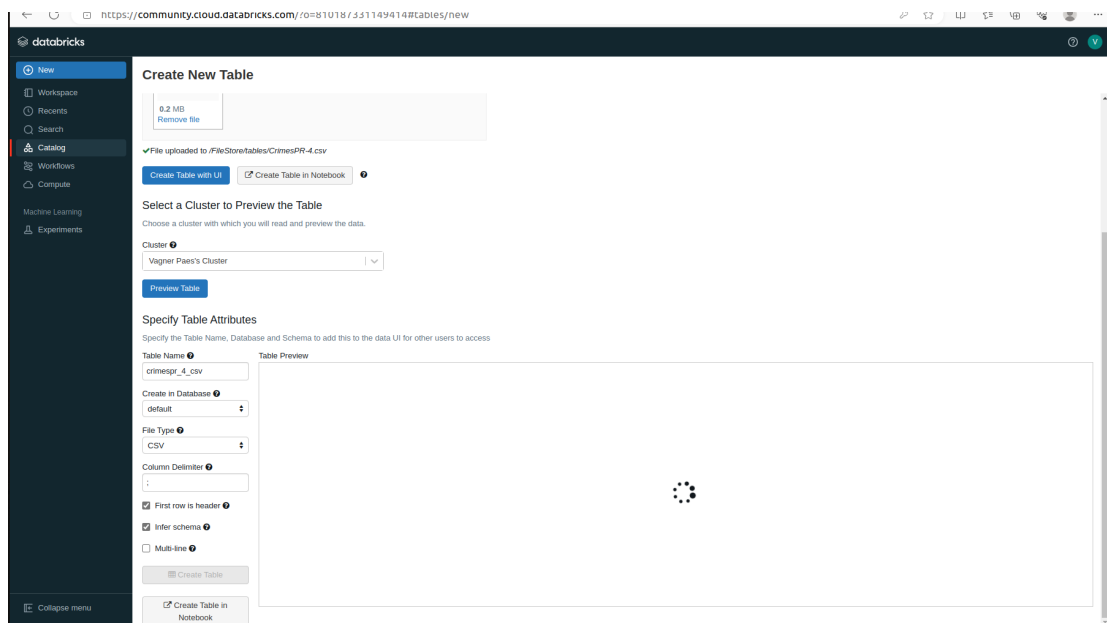 https://community.cloud.databricks.com/?o=810187331149414#tables/new
databricks
V
New
Workspace
Recents
Search
Catalog
Workflows
Compute
Machine Learning
Experiments
Collapse menu
Create New Table
0.2 MB
Remove file
File uploaded to /FileStore/tables/CrimesPR-4.csv
Create Table with UI
Create Table in Notebook
Select a Cluster to Preview the Table
Choose a cluster with which you will read and preview the data.
Cluster
Vagner Paes's Cluster
Preview Table
Specify Table Attributes
Specify the Table Name, Database and Schema to add this to the data UI for other users to access
Table Name
crimespr_4_csv
Create in Database
default
File Type
CSV
Column Delimiter
;
First row is header
Infer schema
Multi-line
Create Table
Create Table in
Notebook
Table Preview